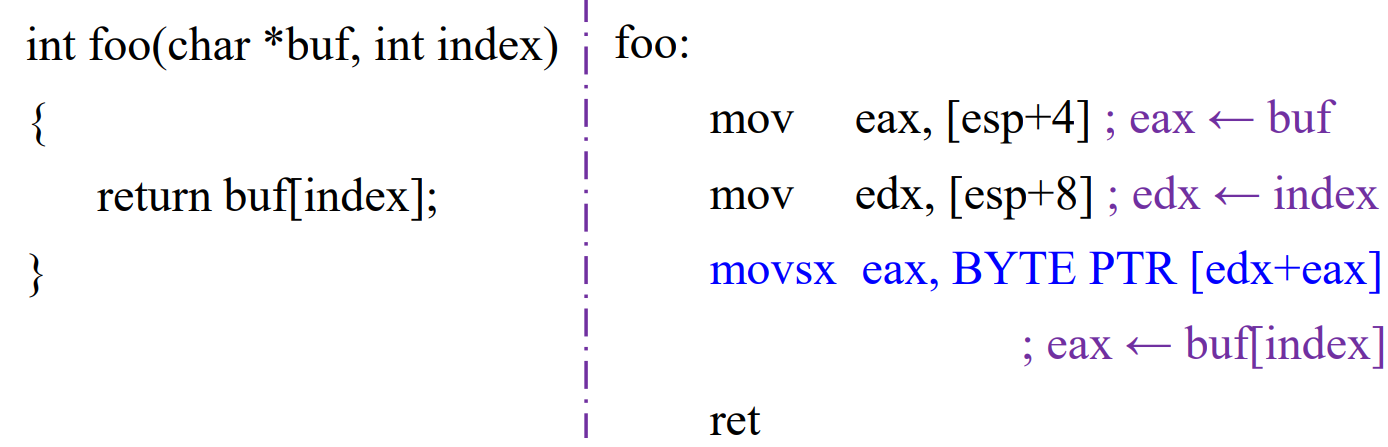 int foo(char *buf, int index)
{
return buf[index];
}
foo:
mov eax, [esp+4] ; eax ← buf
mov edx, [esp+8] ; edx ← index
movsx eax, BYTE PTR [edx+eax]
; eax ← buf[index]
ret